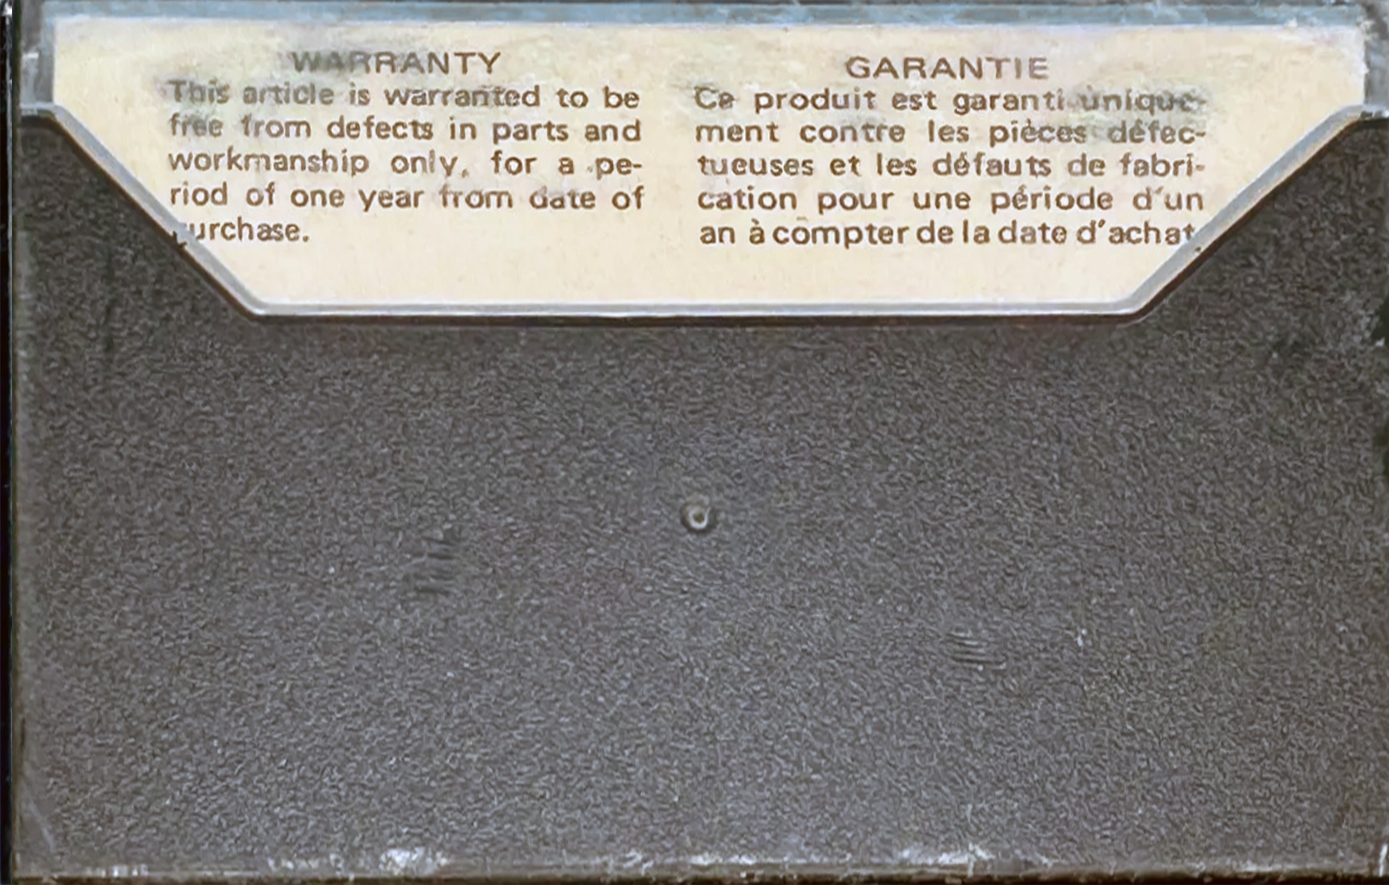 WARRANTY
This article is warranted to be
free from defects in parts and
workmanship only, for a pe-
riod of one year from date of
purchase.
GARANTIE
Ce produit est garanti unique-
ment contre les pièces défec-
tueuses et les défauts de fabri-
cation pour une période d'un
an à compter de la date d'achat